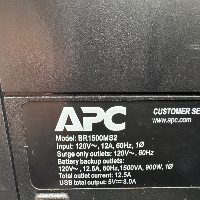 APC
CUSTOMER SE
www.apc.c
Model: BR1500MS2
Input: 120V~, 12A, 60Hz, 1Ø
Surge only outlets: 120V~, 60Hz
Battery backup outlets:
120V~, 12.5A, 60Hz, 1500VA, 900W, 1Ø
Total outlet current: 12.5A
USB total output: 5V⎓3.0A